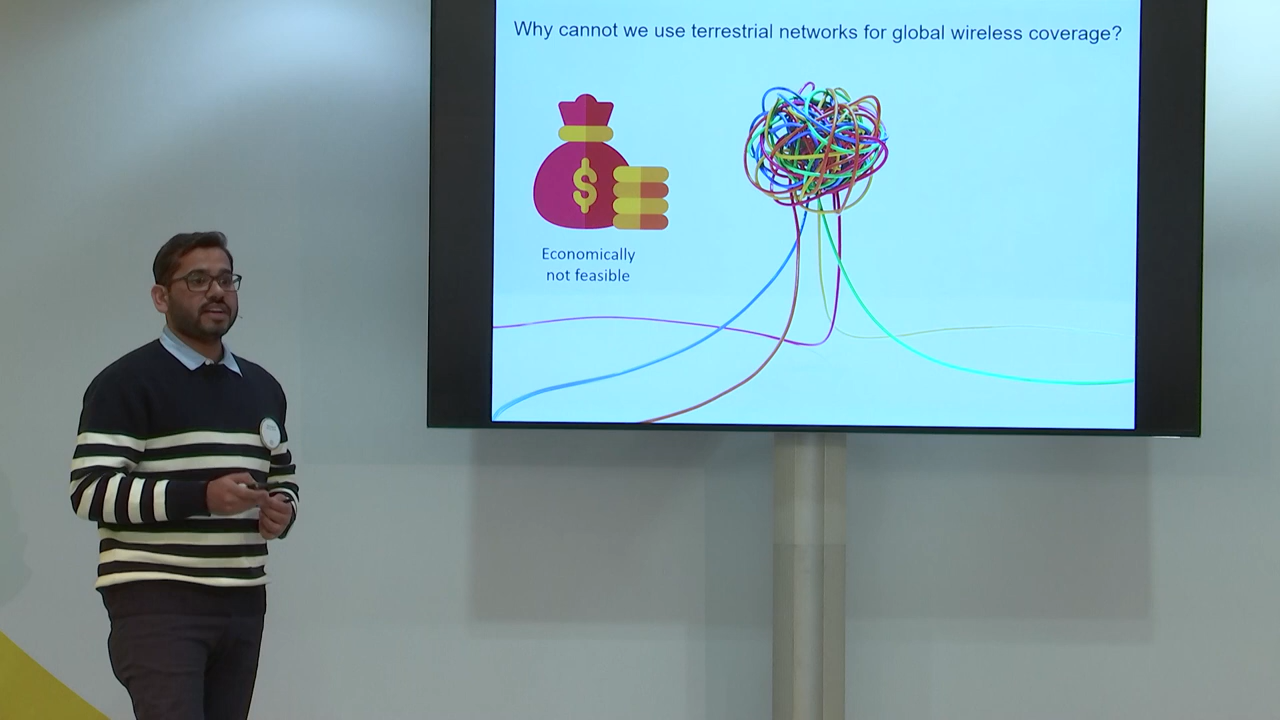 Why cannot we use terrestrial networks for global wireless coverage?
$
Economically
not feasible